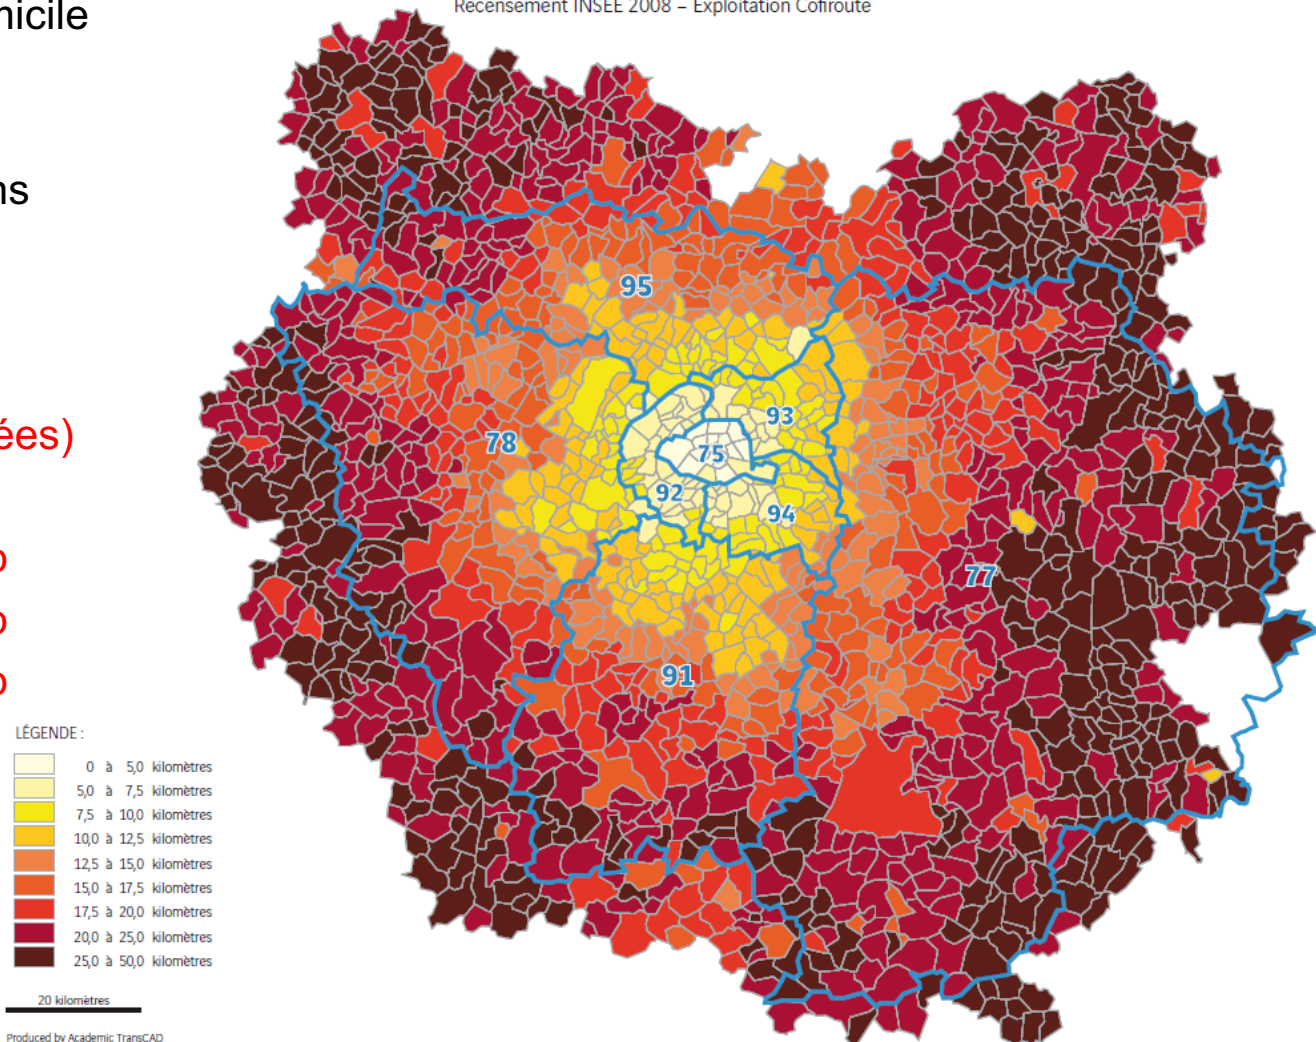 nicile
Recensement INSEE 2008 – Exploitation Cofiroute
ns
ées)
o
o
o
95
93
78
75
92
94
77
91
LÉGENDE :
0 à 5,0 kilomètres
5,0 à 7,5 kilomètres
7,5 à 10,0 kilomètres
10,0 à 12,5 kilomètres
12,5 à 15,0 kilomètres
15,0 à 17,5 kilomètres
17,5 à 20,0 kilomètres
20,0 à 25,0 kilomètres
25,0 à 50,0 kilomètres
20 kilomètres
Produced by Academic TransCAD